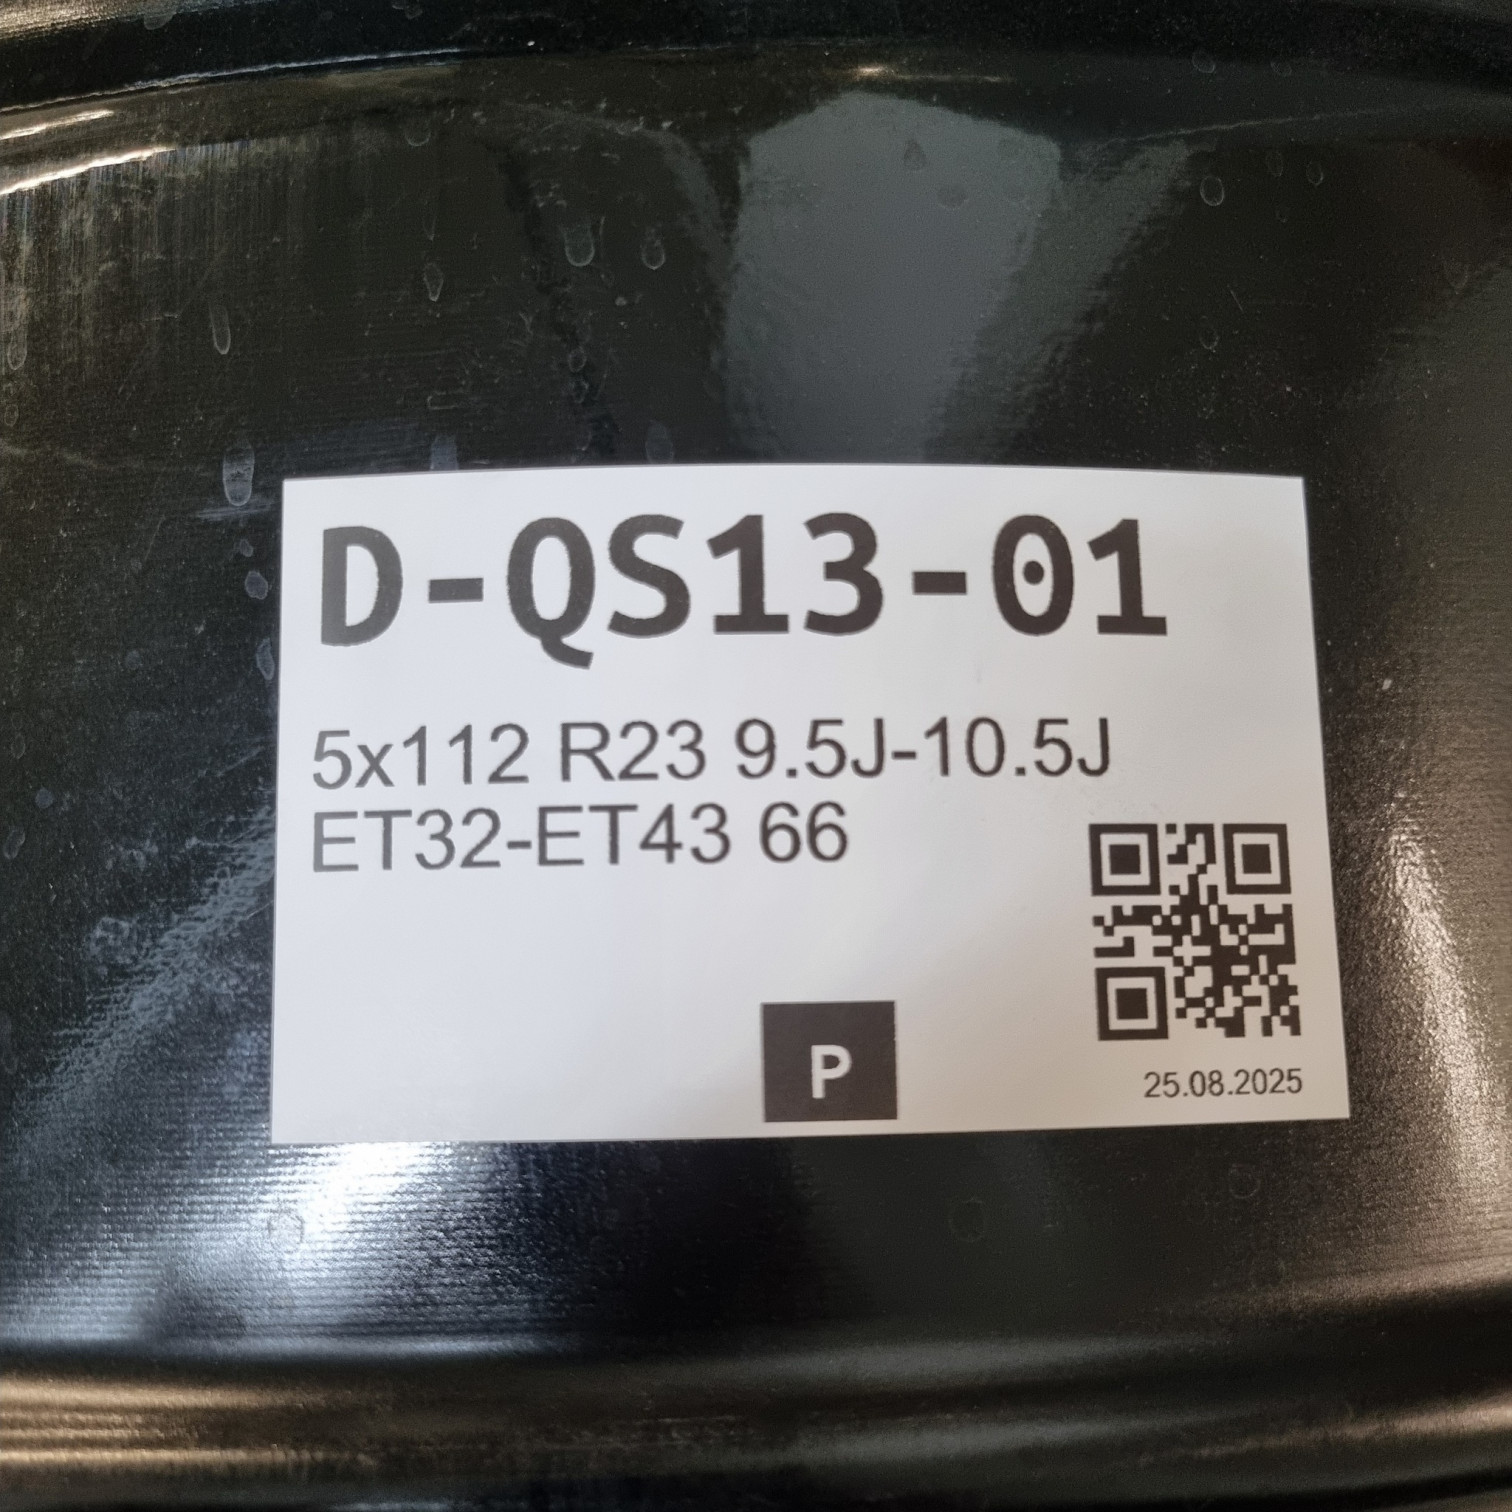 D-QS13-01
5x112 R23 9.5J-10.5J
ET32-ET43 66
P
25.08.2025